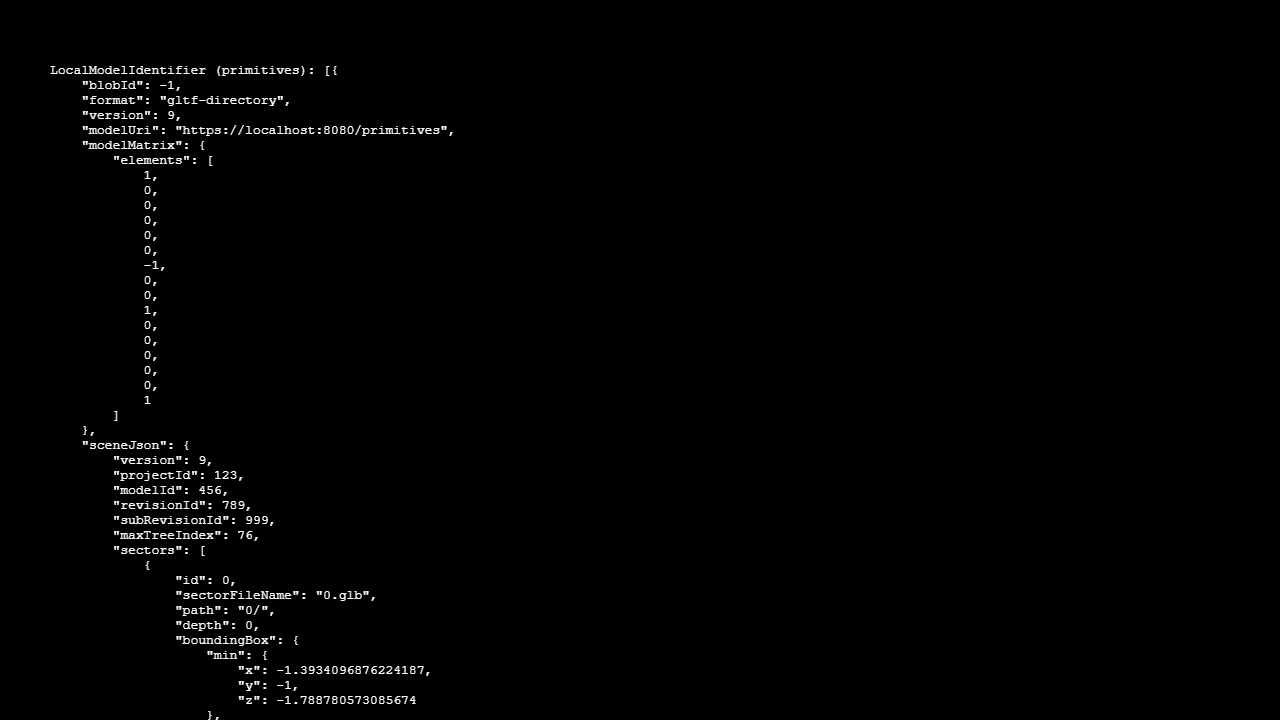 LocalModelIdentifier (primitives): [{
    "blobId": -1,
    "format": "gltf-directory",
    "version": 9,
    "modelUri": "https://localhost:8080/primitives",
    "modelMatrix": {
        "elements": [
            1,
            0,
            0,
            0,
            0,
            0,
            -1,
            0,
            0,
            1,
            0,
            0,
            0,
            0,
            0,
            1
        ]
    },
    "sceneJson": {
        "version": 9,
        "projectId": 123,
        "modelId": 456,
        "revisionId": 789,
        "subRevisionId": 999,
        "maxTreeIndex": 76,
        "sectors": [
            {
                "id": 0,
                "sectorFileName": "0.glb",
                "path": "0/",
                "depth": 0,
                "boundingBox": {
                    "min": {
                        "x": -1.3934096876224187,
                        "y": -1,
                        "z": -1.788780573085674
                    },